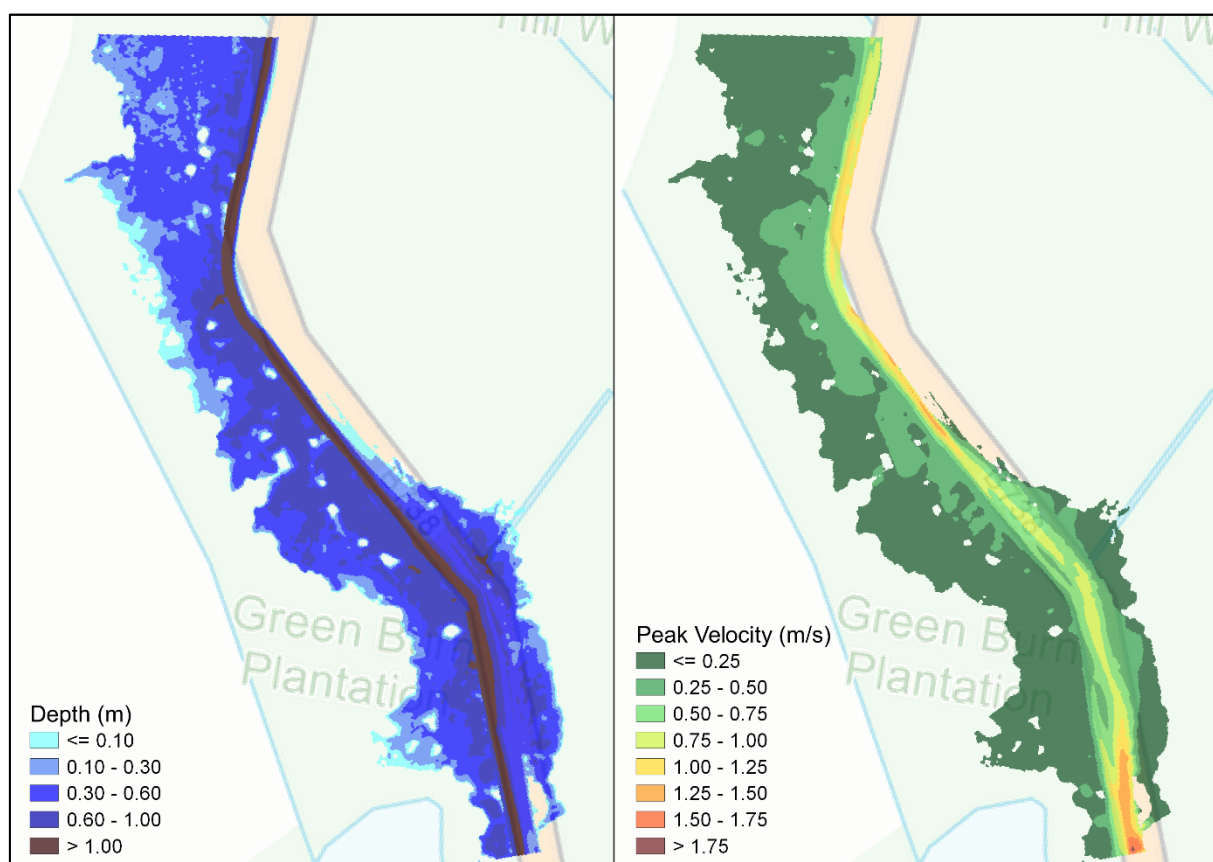 Hill W
Hill W
Green Burn
Plantation
Green Burn
Plantation
Depth (m)
<= 0.10
0.10 - 0.30
0.30 - 0.60
0.60 - 1.00
> 1.00
Peak Velocity (m/s)
<= 0.25
0.25 - 0.50
0.50 - 0.75
0.75 - 1.00
1.00 - 1.25
1.25 - 1.50
1.50 - 1.75
> 1.75